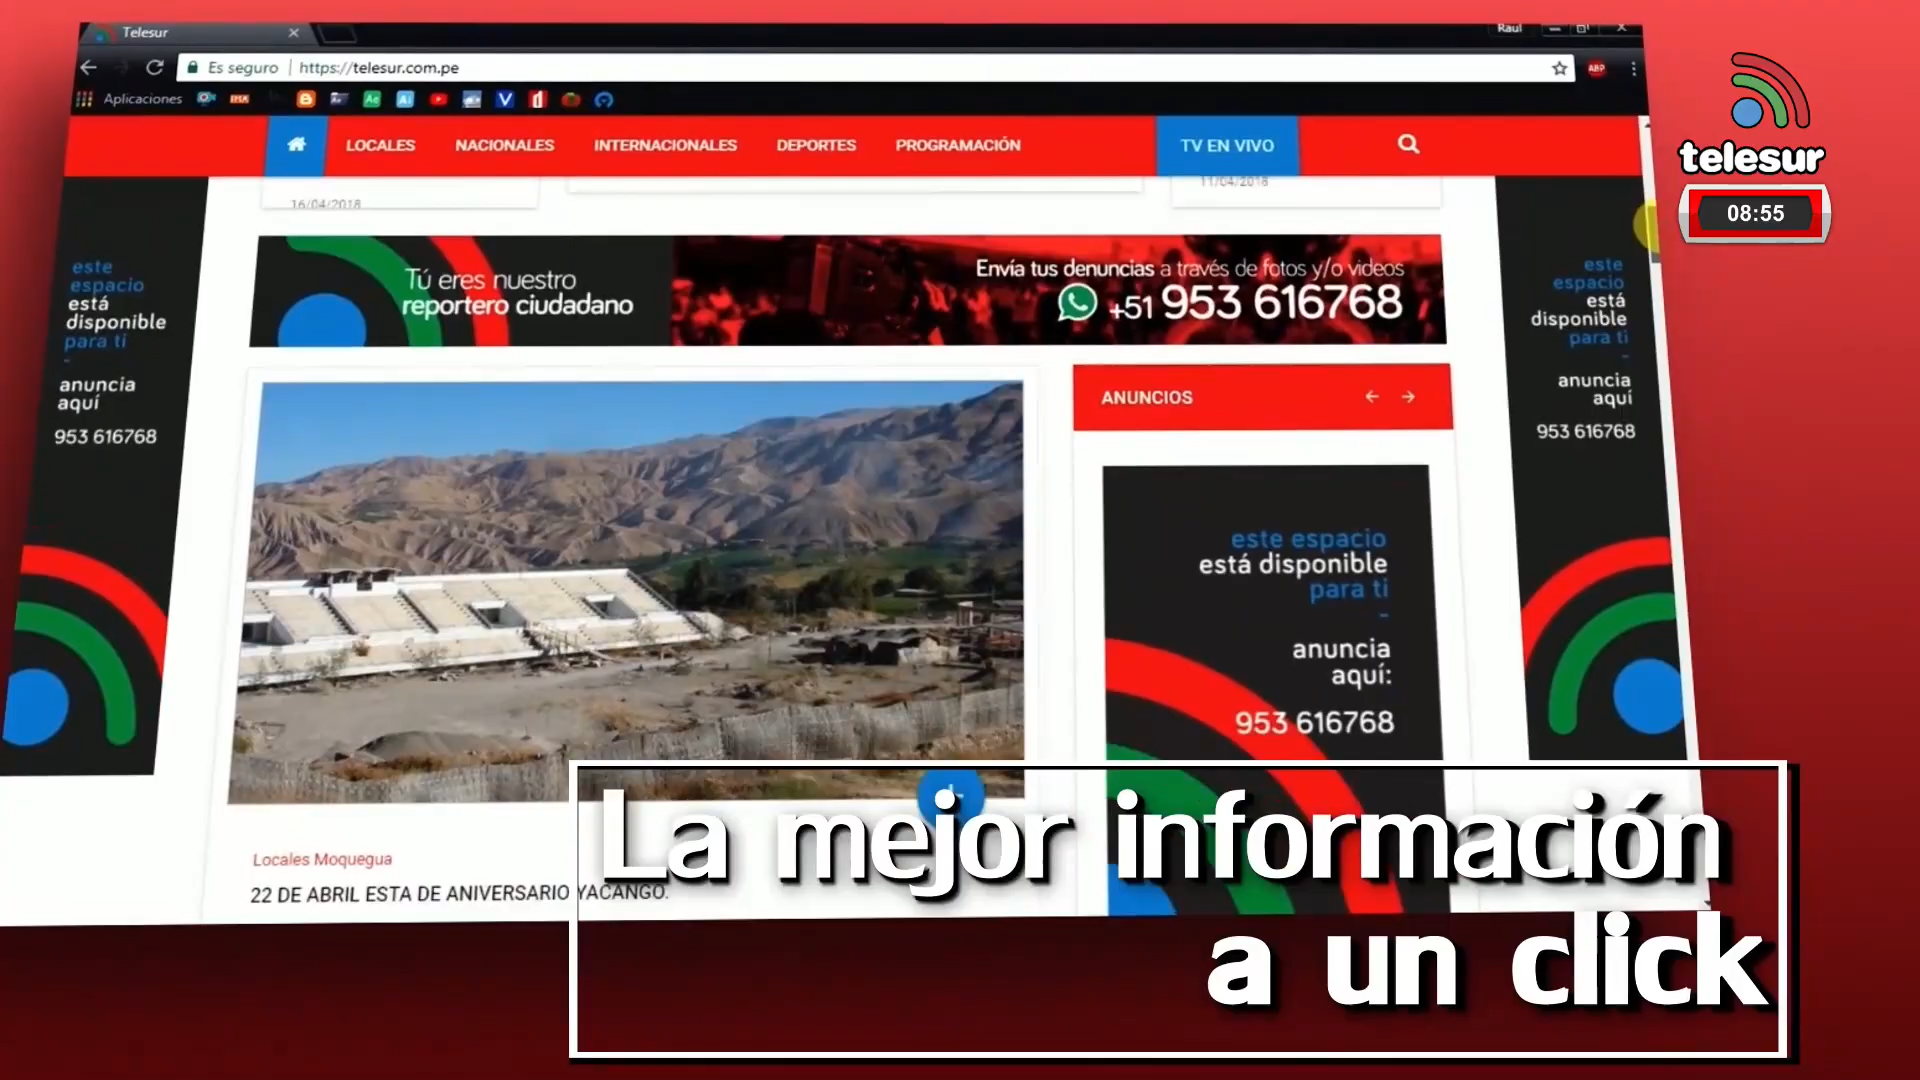 Telesur
Raul
Es seguro
https://telesur.com.pe
ABP
Aplicaciones
LOCALES
NACIONALES
INTERNACIONALES
DEPORTES
PROGRAMACIÓN
TV EN VIVO
telesur
08:55
16/04/2018
11/04/2018
Tú eres nuestro
reportero ciudadano
Envía tus denuncias a través de fotos y/o videos
+51 953 616768
este
espacio
está
disponible
para ti
-
anuncia
aquí
953 616768
ANUNCIOS
este espacio
está disponible
para ti
-
anuncia
aquí:
953 616768
este
espacio
está
disponible
para ti
-
anuncia
aquí
953 616768
Locales Moquegua
22 DE ABRIL ESTA DE ANIVERSARIO YACANGO.
La mejor información
a un click